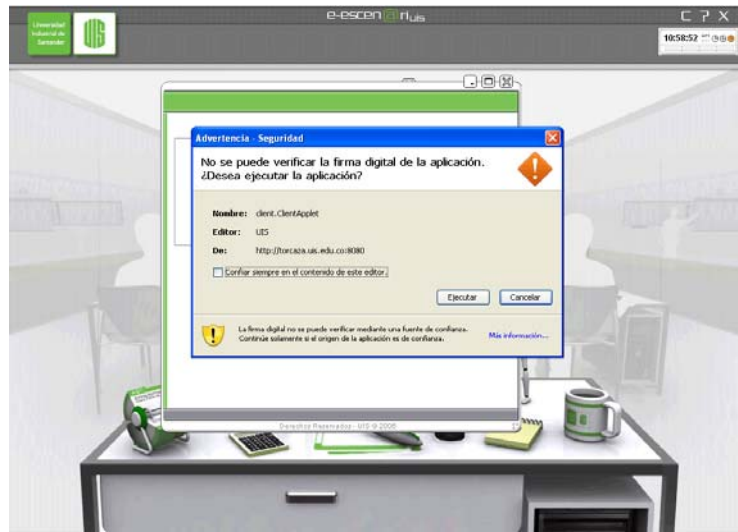 Universidad
Industrial de
Santander
UIS
e-escen@riuis
C ? X
10:58:52
Advertencia - Seguridad
No se puede verificar la firma digital de la aplicación.
¿Desea ejecutar la aplicación?
Nombre: client.ClientApplet
Editor: UIS
De: http://torcaza.uis.edu.co:8080
Confiar siempre en el contenido de este editor.
Ejecutar Cancelar
La firma digital no se puede verificar mediante una fuente de confianza.
Continúe solamente si el origen de la aplicación es de confianza.
Más información...
Derechos Reservados - UIS © 2006